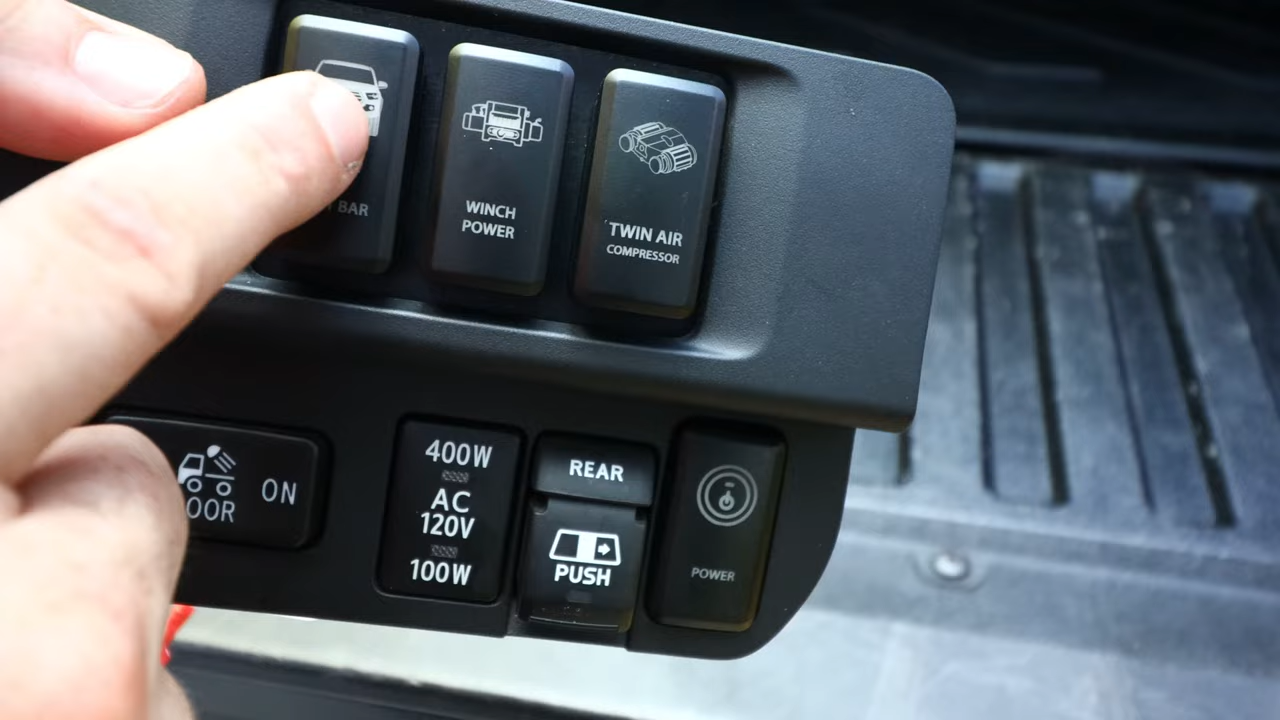 BAR
WINCH
POWER
TWIN AIR
COMPRESSOR
OOR ON
400W
AC
120V
100W
REAR
PUSH
POWER